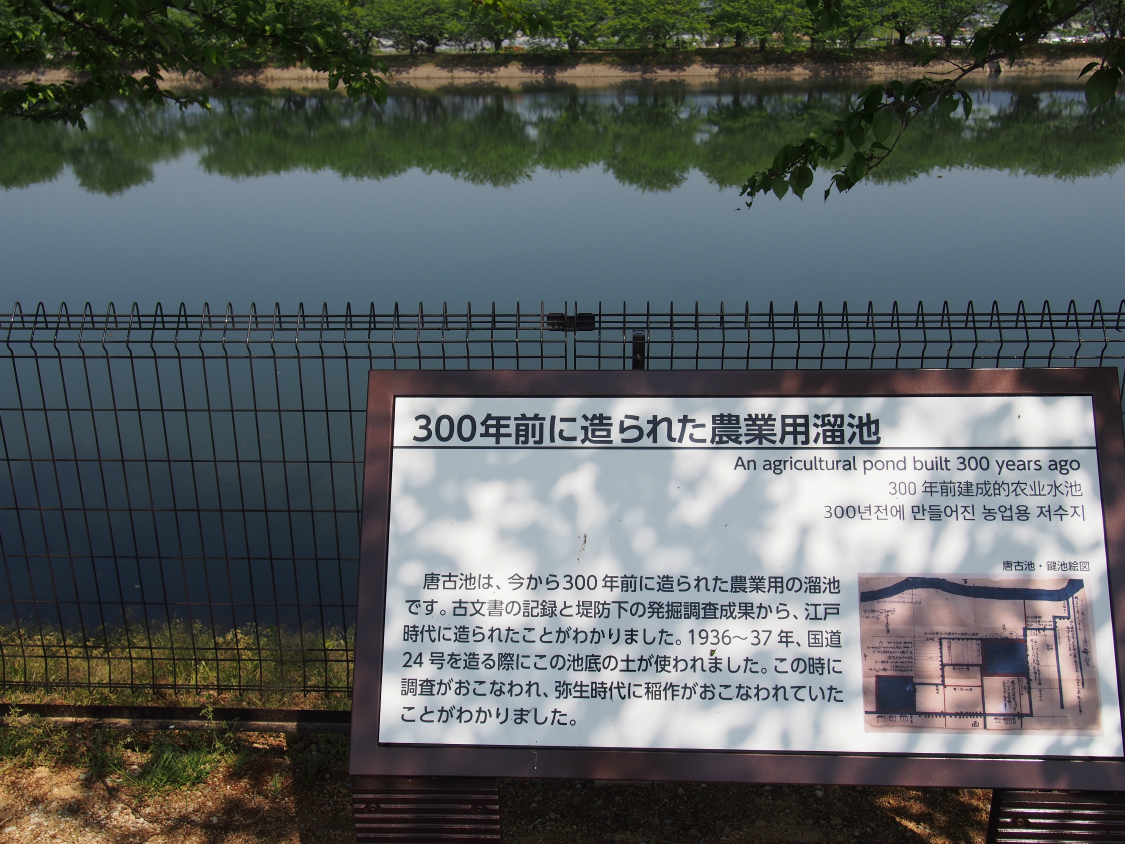 300年前に造られた農業用溜池
An agricultural pond built 300 years ago
300 年前建成的农业水池
300년전에 만들어진 농업용 저수지
唐古池は、今から300 年前に造られた農業用の溜池
です。古文書の記録と堤防下の発掘調査成果から、江戸
時代に造られたことがわかりました。1936～37 年、国道
24 号を造る際にこの池底の土が使われました。この時に
調査がおこなわれ、弥生時代に稲作がおこなわれていた
ことがわかりました。
唐古池・鍵池絵図